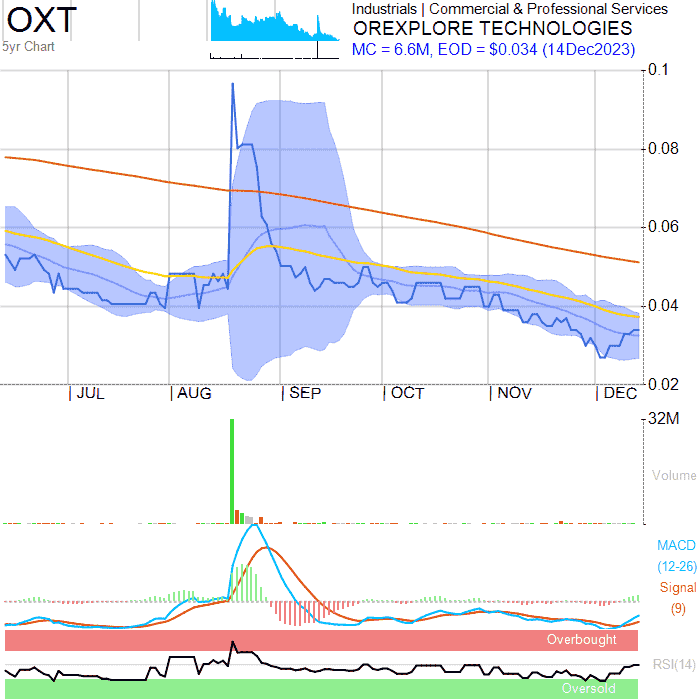 OXT
Industrials | Commercial & Professional Services
OREXPLORE TECHNOLOGIES
5yr Chart
MC = 6.6M, EOD = $0.034 (14Dec2023)
0.1
0.08
0.06
0.04
0.02
JUL
AUG
SEP
OCT
NOV
DEC
32M
Volume
MACD
(12-26)
Signal
(9)
Overbought
RSI(14)
Oversold